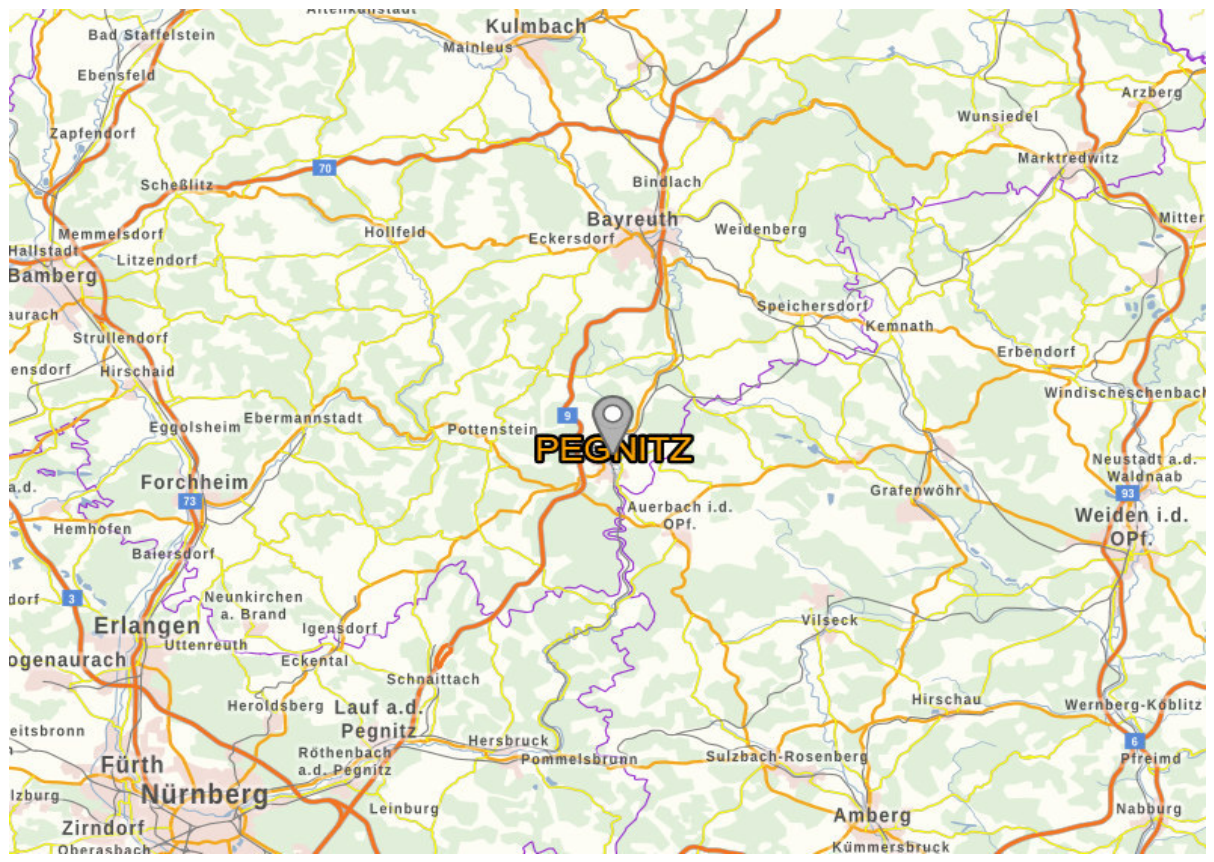 Altenkunstadt
Kulmbach
Bad Staffelstein
Mainleus
Ebensfeld
Arzberg
Wunsiedel
Zapfendorf
Marktredwitz
70
Scheßlitz
Bindlach
Bayreuth
Mitter
Memmelsdorf
Hollfeld
Eckersdorf
Weidenberg
Hallstadt
Litzendorf
Bamberg
Speichersdorf
aurach
Kemnath
Strullendorf
Erbendorf
ensdorf
Hirschaid
Windischeschenbach
Ebermannstadt
9
Eggolsheim
Pottenstein
PEGNITZ
Neustadt a.d.
Waldnaab
Forchheim
a.d.
Grafenwöhr
93
73
Auerbach i.d.
OPf.
Weiden i.d.
OPf.
Hemhofen
Baiersdorf
3
dorf
Neunkirchen
a. Brand
Erlangen
Igensdorf
Vilseck
Uttenreuth
ogenaurach
Eckental
Schnaittach
Heroldsberg
Lauf a.d.
Pegnitz
Hirschau
Wernberg-Köblitz
eitsbronn
Hersbruck
6
Röthenbach
a.d. Pegnitz
Pommelsbrunn
Sulzbach-Rosenberg
Pfreimd
Fürth
lzburg
Nürnberg
Leinburg
Nabburg
Amberg
Zirndorf
Oberasbach
Kümmersbruck